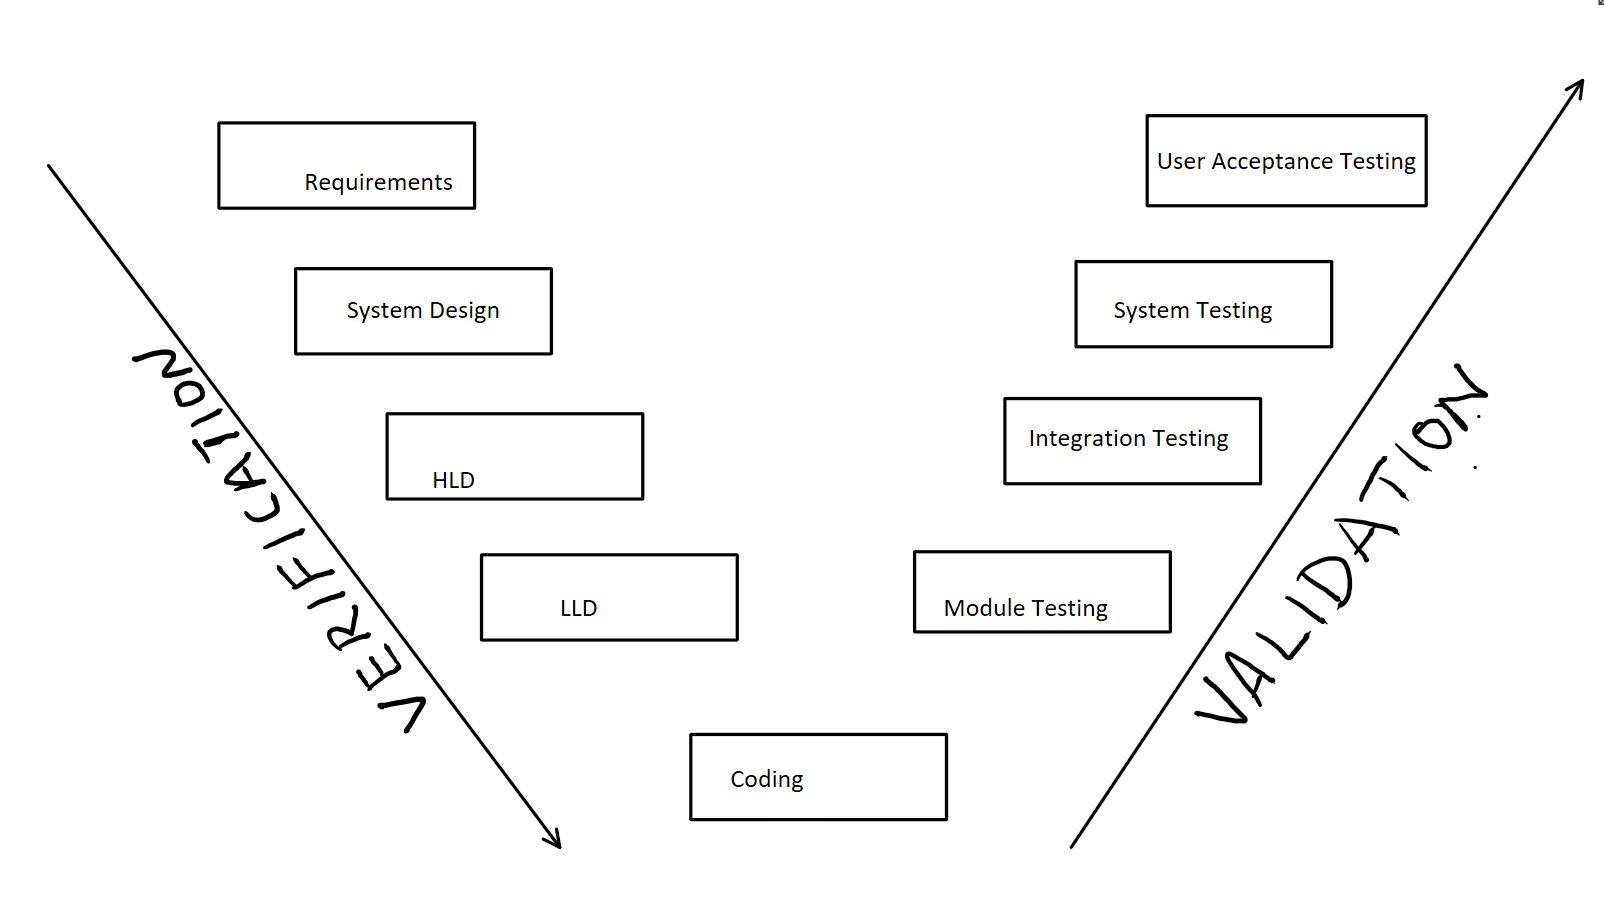 Requirements
User Acceptance Testing
System Design
System Testing
HLD
Integration Testing
LLD
Module Testing
Coding
VERIFICATION
VALIDATION